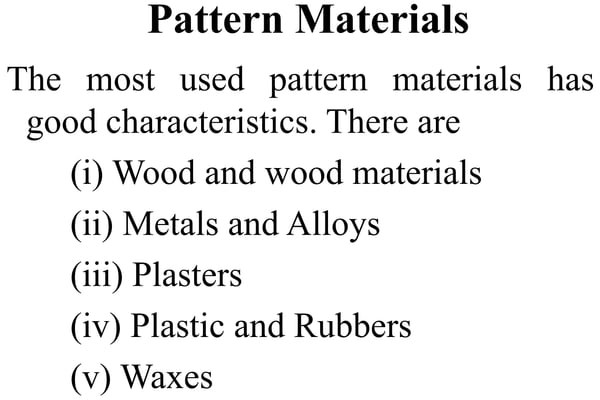 Pattern Materials
The most used pattern materials has
good characteristics. There are
(i) Wood and wood materials
(ii) Metals and Alloys
(iii) Plasters
(iv) Plastic and Rubbers
(v) Waxes